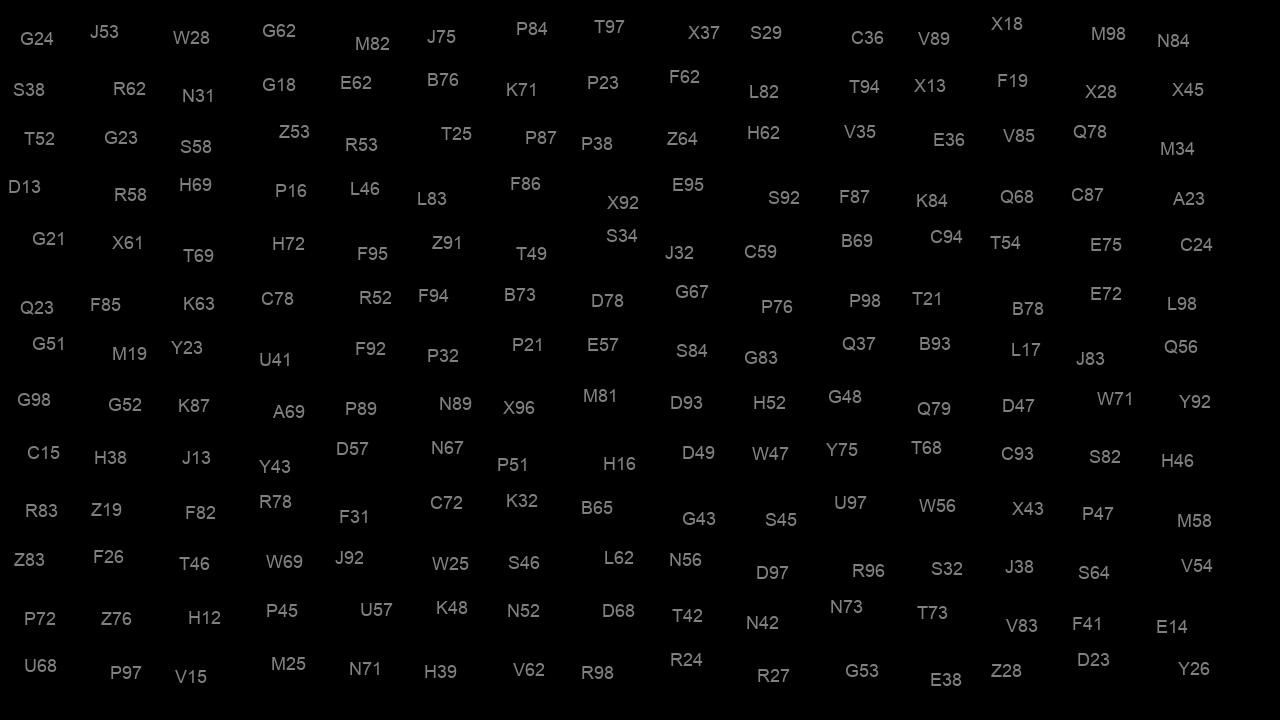 G24 J53 W28 G62 M82 J75 P84 T97 X37 S29 C36 V89 X18 M98 N84
S38 R62 N31 G18 E62 B76 K71 P23 F62 L82 T94 X13 F19 X28 X45
T52 G23 S58 Z53 R53 T25 P87 P38 Z64 H62 V35 E36 V85 Q78 M34
D13 R58 H69 P16 L46 L83 F86 X92 E95 S92 F87 K84 Q68 C87 A23
G21 X61 T69 H72 F95 Z91 T49 S34 J32 C59 B69 C94 T54 E75 C24
Q23 F85 K63 C78 R52 F94 B73 D78 G67 P76 P98 T21 B78 E72 L98
G51 M19 Y23 U41 F92 P32 P21 E57 S84 G83 Q37 B93 L17 J83 Q56
G98 G52 K87 A69 P89 N89 X96 M81 D93 H52 G48 Q79 D47 W71 Y92
C15 H38 J13 Y43 D57 N67 P51 H16 D49 W47 Y75 T68 C93 S82 H46
R83 Z19 F82 R78 F31 C72 K32 B65 G43 S45 U97 W56 X43 P47 M58
Z83 F26 T46 W69 J92 W25 S46 L62 N56 D97 R96 S32 J38 S64 V54
P72 Z76 H12 P45 U57 K48 N52 D68 T42 N42 N73 T73 V83 F41 E14
U68 P97 V15 M25 N71 H39 V62 R98 R24 R27 G53 E38 Z28 D23 Y26